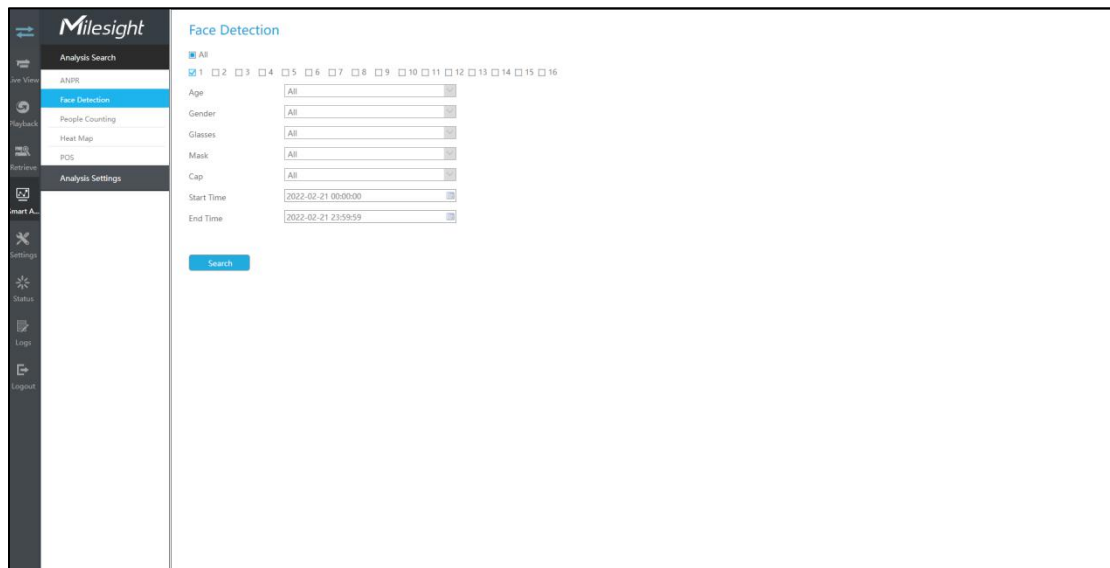 Milesight
ive View
Playback
Retrieve
mart A...
Settings
Status
Logs
Logout
Analysis Search
ANPR
Face Detection
People Counting
Heat Map
POS
Analysis Settings
Face Detection
All
1 2 3 4 5 6 7 8 9 10 11 12 13 14 15 16
Age All
Gender All
Glasses All
Mask All
Cap All
Start Time 2022-02-21 00:00:00
End Time 2022-02-21 23:59:59
Search